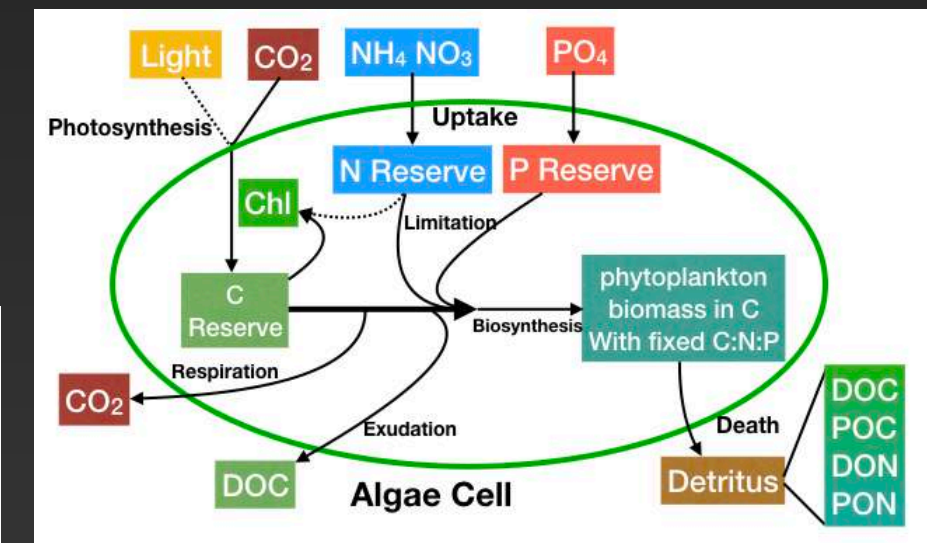 Light
CO₂
NH₄ NO₃
PO₄
Photosynthesis
Uptake
N Reserve
P Reserve
Chl
Limitation
C
Reserve
phytoplankton
biomass in C
With fixed C:N:P
Biosynthesis
Respiration
CO₂
Exudation
Death
DOC
POC
DON
PON
DOC
Algae Cell
Detritus